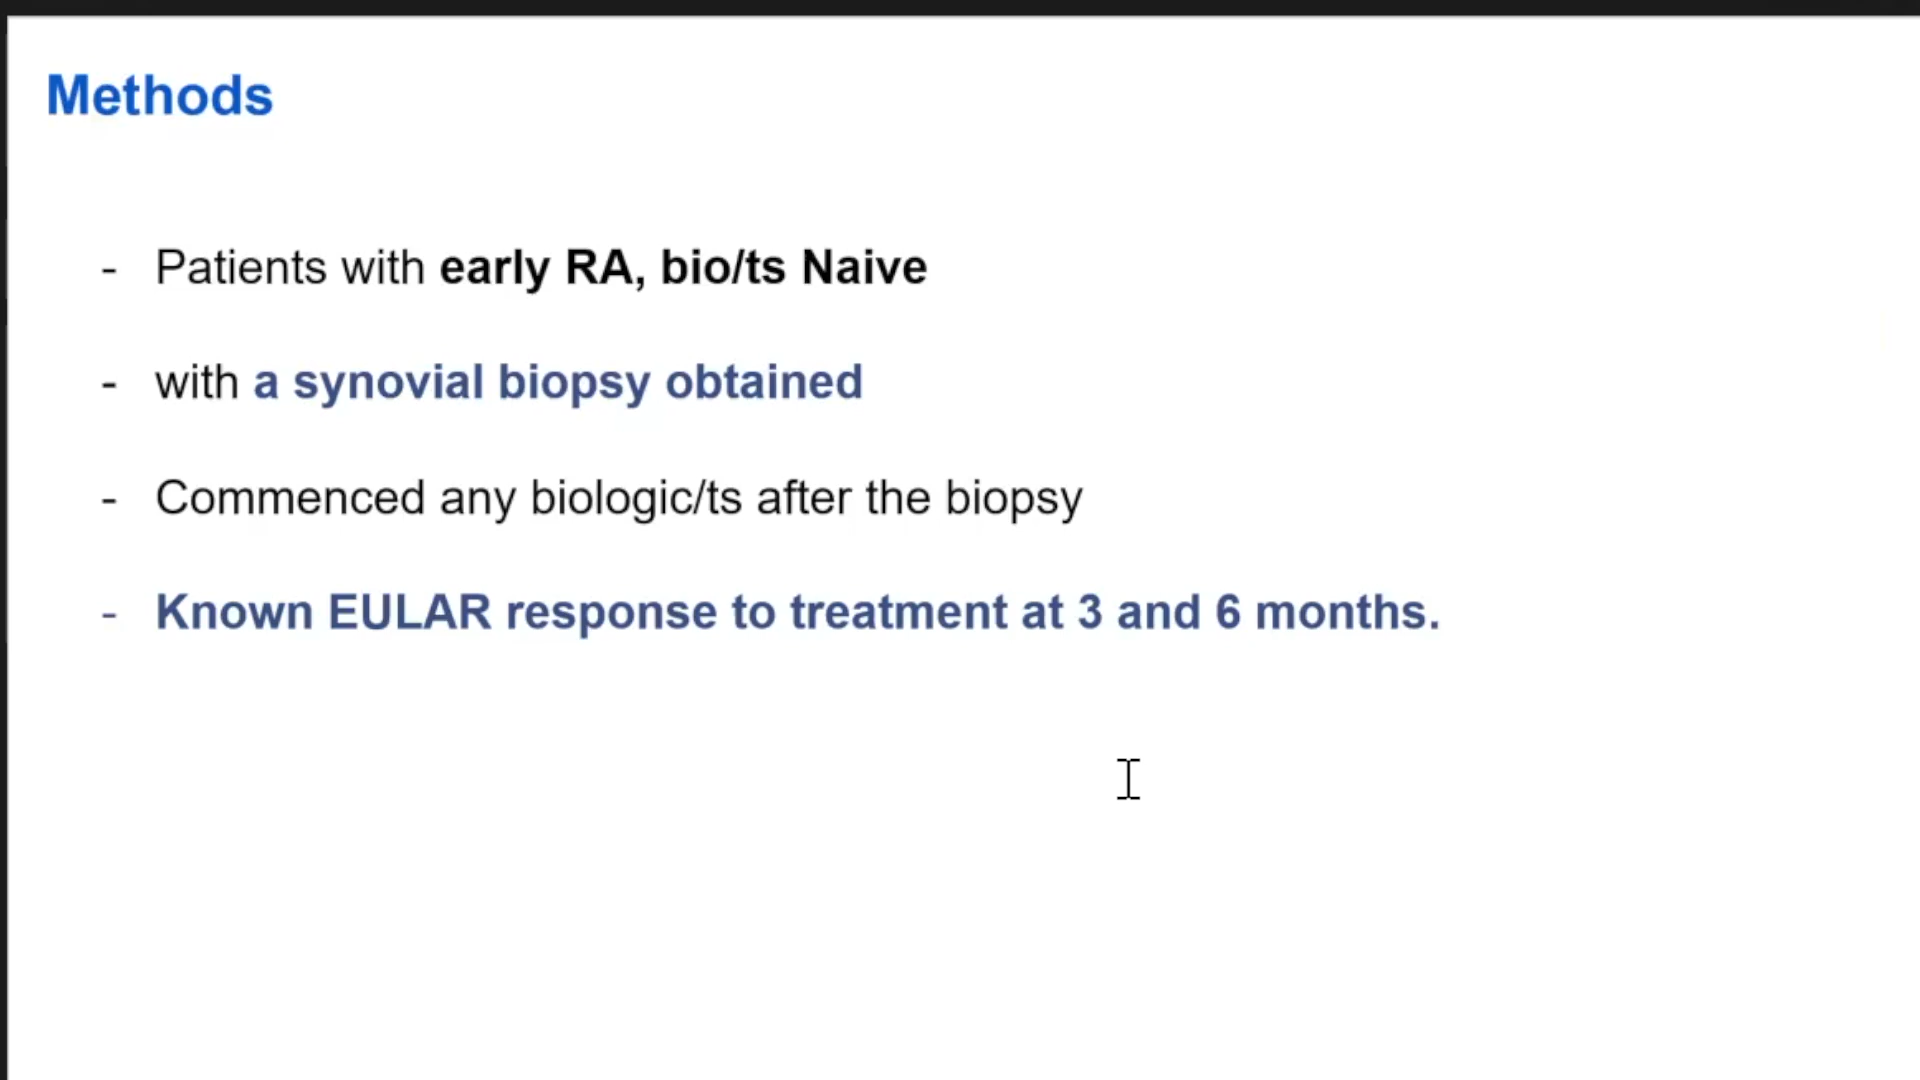 Methods
- Patients with early RA, bio/ts Naive
- with a synovial biopsy obtained
- Commenced any biologic/ts after the biopsy
- Known EULAR response to treatment at 3 and 6 months.